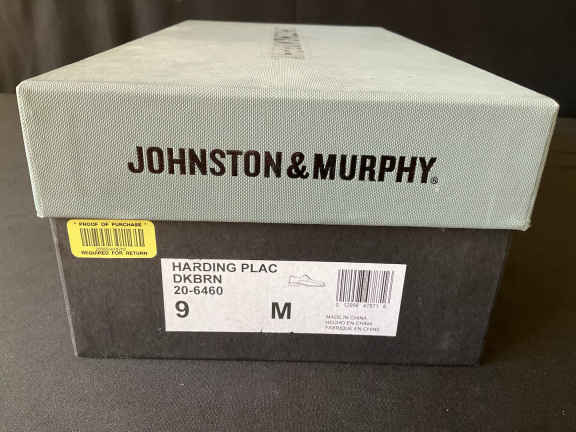 JOHNSTON & MURPHY®
* PROOF OF PURCHASE *
REQUIRED FOR RETURN
HARDING PLAC
DKBRN
20-6460
9 M
MADE IN CHINA
HECHO EN CHINA
FABRIQUE EN CHINE